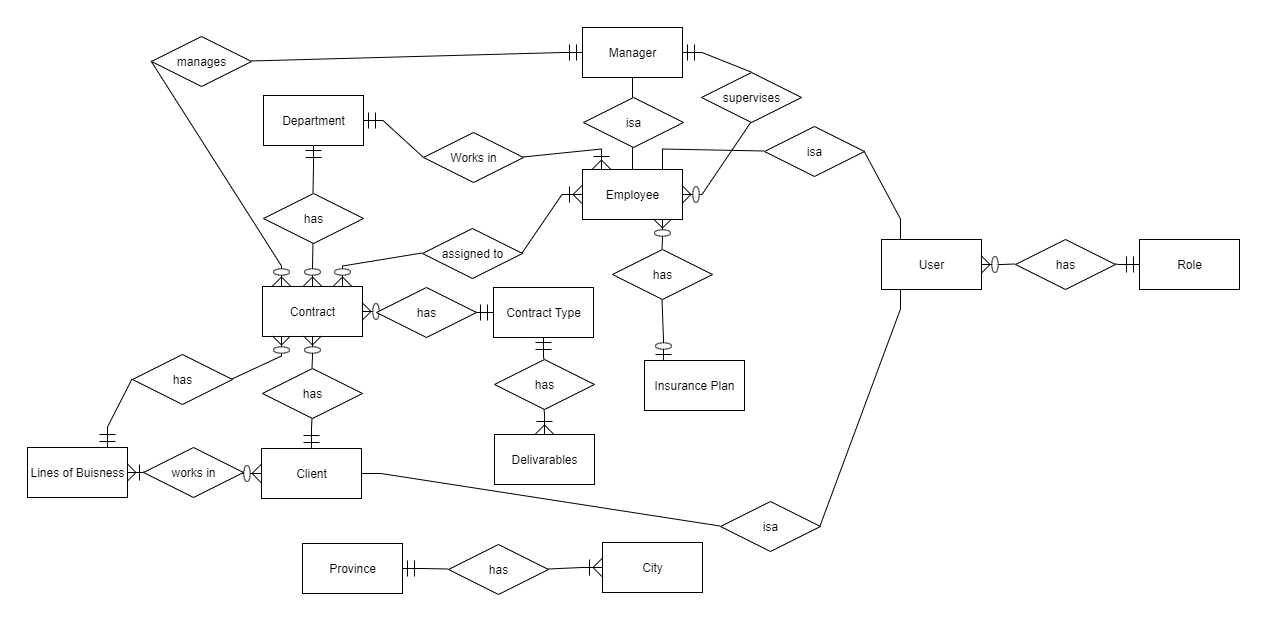 Manager
manages
supervises
Department
isa
Works in
isa
Employee
has
assigned to
User
has
Role
has
Contract
has
Contract Type
has
has
has
Insurance Plan
Lines of Buisness
works in
Client
Delivarables
isa
Province
has
City